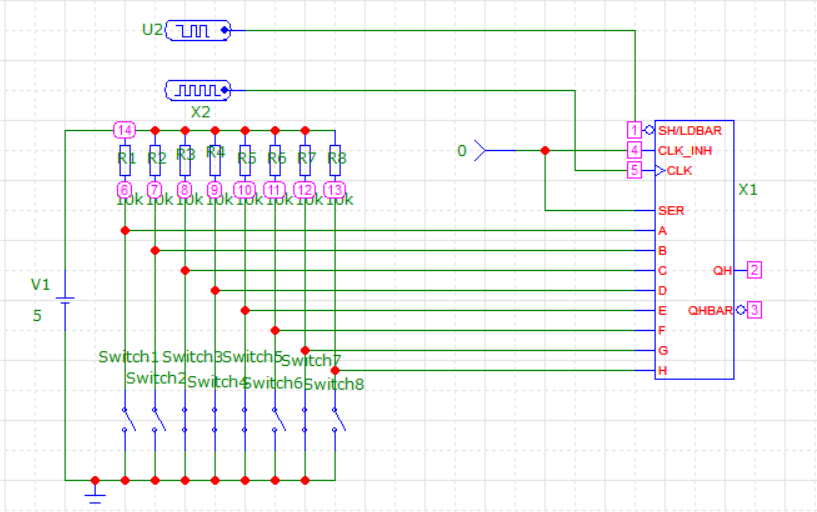 U2
X2
14
R1 R2 R3 R4 R5 R6 R7 R8
6 7 8 9 10 11 12 13
10k 10k 10k 10k 10k 10k 10k 10k
0
1 SH/LDBAR
4 CLK_INH
5 CLK
X1
SER
A
B
C
QH 2
D
E
QHBAR 3
F
G
H
V1
5
Switch1 Switch3 Switch5 Switch7
Switch2 Switch4 Switch6 Switch8